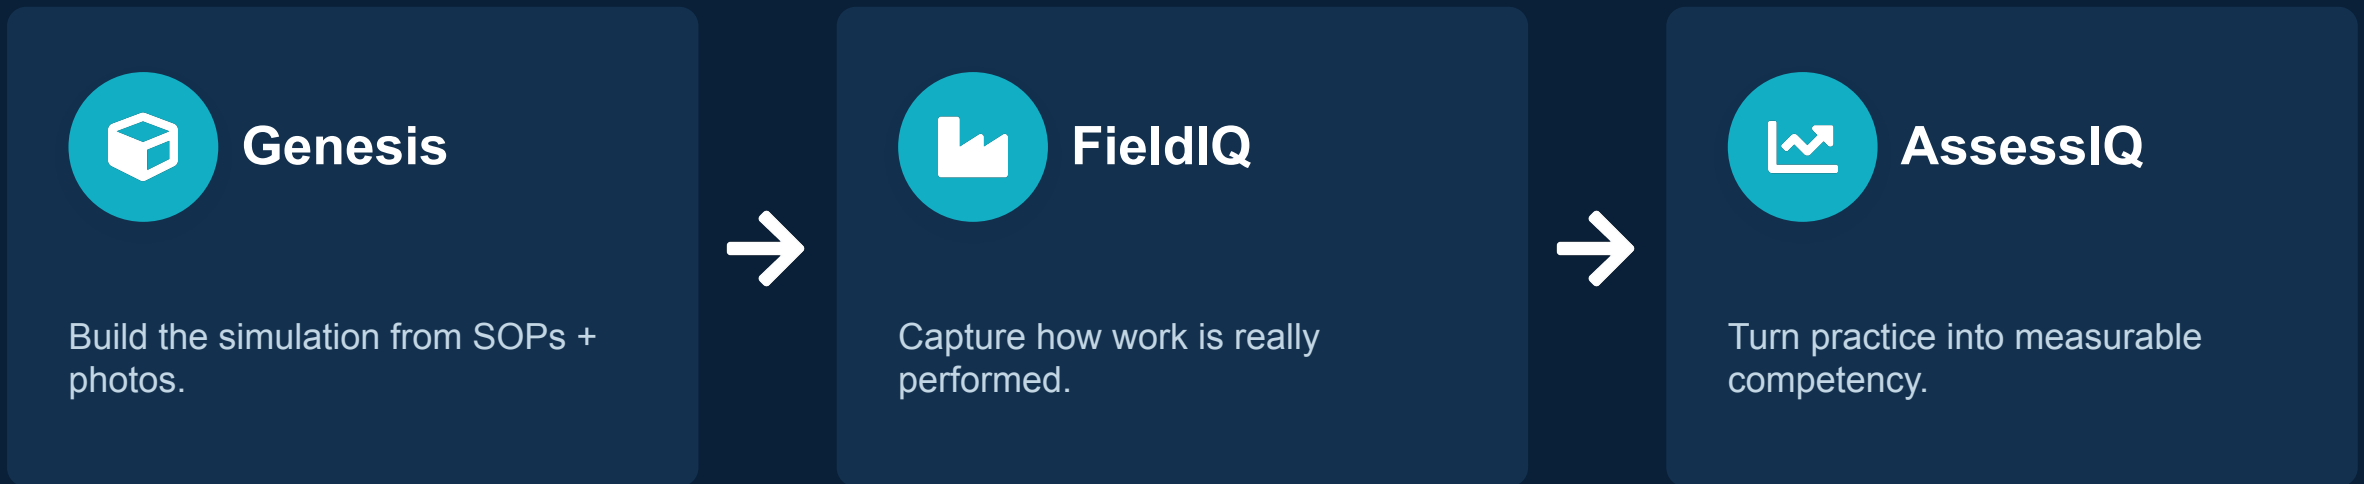 Genesis
Build the simulation from SOPs +
photos.
FieldIQ
Capture how work is really
performed.
AssessIQ
Turn practice into measurable
competency.